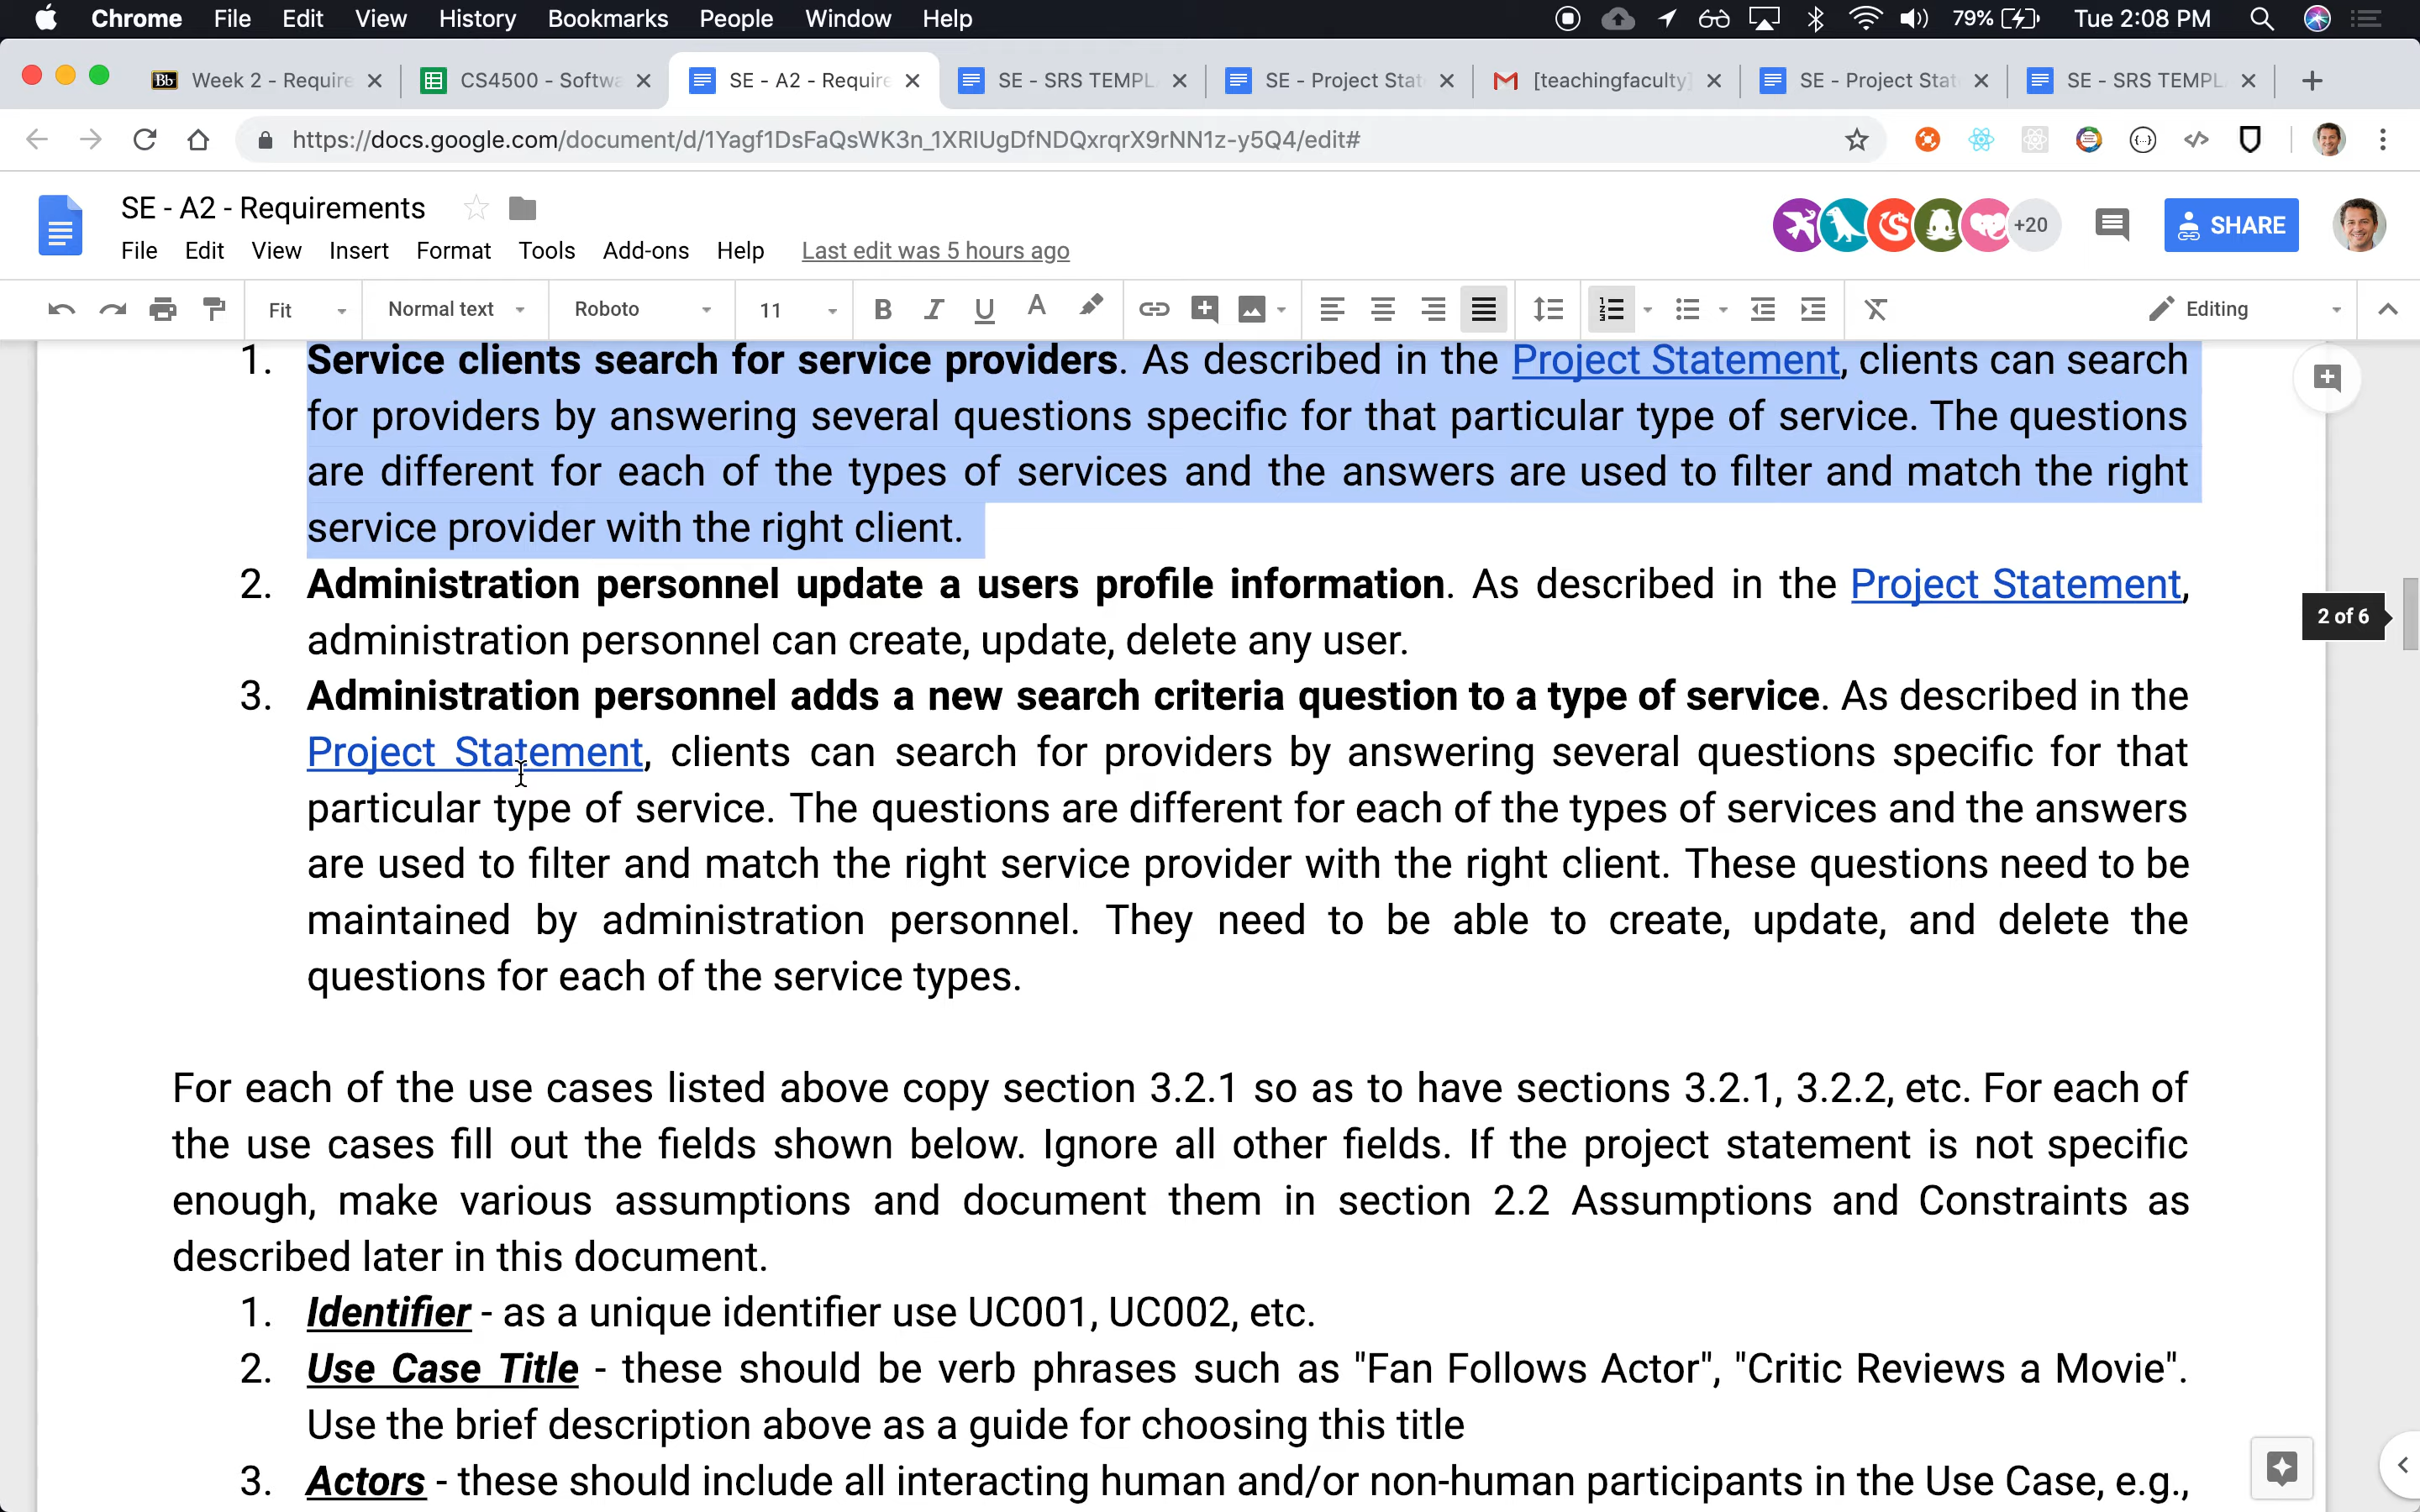 Chrome File Edit View History Bookmarks People Window Help 79% Tue 2:08 PM
Bb Week 2 - Require CS4500 - Softwa SE - A2 - Require SE - SRS TEMPL SE - Project Stat [teachingfaculty] SE - Project Stat SE - SRS TEMPL
https://docs.google.com/document/d/1Yagf1DsFaQsWK3n_1XRIUgDfNDQxrqrX9rNN1z-y5Q4/edit#
SE - A2 - Requirements
+20 SHARE
File Edit View Insert Format Tools Add-ons Help Last edit was 5 hours ago
Fit Normal text Roboto 11 B I U A Editing
1. Service clients search for service providers. As described in the Project Statement, clients can search
for providers by answering several questions specific for that particular type of service. The questions
are different for each of the types of services and the answers are used to filter and match the right
service provider with the right client.
2. Administration personnel update a users profile information. As described in the Project Statement,
administration personnel can create, update, delete any user.
2 of 6
3. Administration personnel adds a new search criteria question to a type of service. As described in the
Project Statement, clients can search for providers by answering several questions specific for that
particular type of service. The questions are different for each of the types of services and the answers
are used to filter and match the right service provider with the right client. These questions need to be
maintained by administration personnel. They need to be able to create, update, and delete the
questions for each of the service types.
For each of the use cases listed above copy section 3.2.1 so as to have sections 3.2.1, 3.2.2, etc. For each of
the use cases fill out the fields shown below. Ignore all other fields. If the project statement is not specific
enough, make various assumptions and document them in section 2.2 Assumptions and Constraints as
described later in this document.
1. Identifier - as a unique identifier use UC001, UC002, etc.
2. Use Case Title - these should be verb phrases such as "Fan Follows Actor", "Critic Reviews a Movie".
Use the brief description above as a guide for choosing this title
3. Actors - these should include all interacting human and/or non-human participants in the Use Case, e.g.,